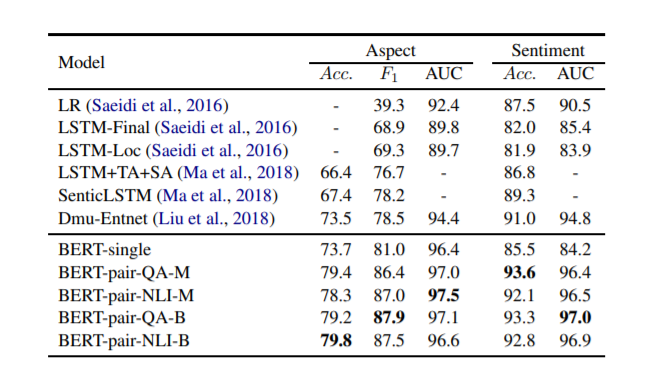 Model Aspect Sentiment
Acc. F1 AUC Acc. AUC
LR (Saeidi et al., 2016) - 39.3 92.4 87.5 90.5
LSTM-Final (Saeidi et al., 2016) - 68.9 89.8 82.0 85.4
LSTM-Loc (Saeidi et al., 2016) - 69.3 89.7 81.9 83.9
LSTM+TA+SA (Ma et al., 2018) 66.4 76.7 - 86.8 -
SenticLSTM (Ma et al., 2018) 67.4 78.2 - 89.3 -
Dmu-Entnet (Liu et al., 2018) 73.5 78.5 94.4 91.0 94.8
BERT-single 73.7 81.0 96.4 85.5 84.2
BERT-pair-QA-M 79.4 86.4 97.0 93.6 96.4
BERT-pair-NLI-M 78.3 87.0 97.5 92.1 96.5
BERT-pair-QA-B 79.2 87.9 97.1 93.3 97.0
BERT-pair-NLI-B 79.8 87.5 96.6 92.8 96.9